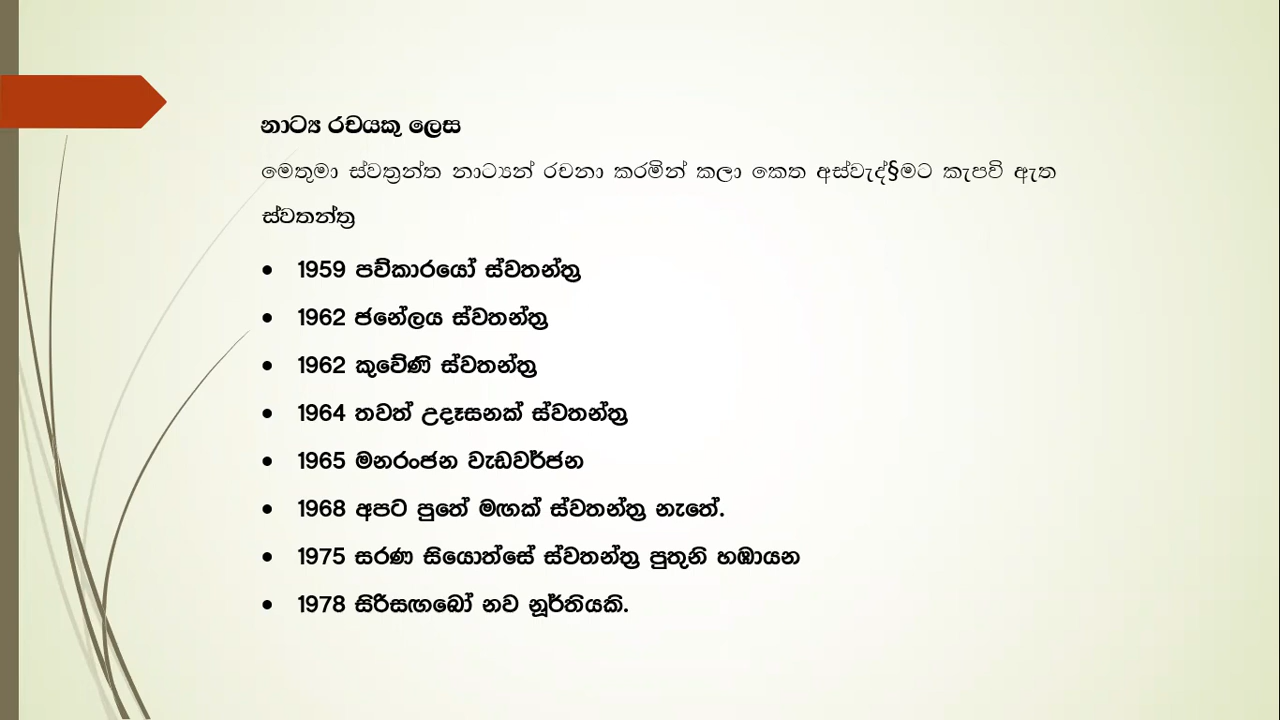 නාට්‍ය රචයකු ලෙස
මෙතුමා ස්වත්‍රන්ත නාට්‍යන් රචනා කරමින් කලා කෙත අස්වැද්§මට කැපවි ඇත
ස්වතන්ත්‍ර
• 1959 පව්කාරයෝ ස්වතන්ත්‍ර
• 1962 ජනේලය ස්වතන්ත්‍ර
• 1962 කුවේණි ස්වතන්ත්‍ර
• 1964 තවත් උදෑසනක් ස්වතන්ත්‍ර
• 1965 මනරංජන වැඩවර්ජන
• 1968 අපට පුතේ මඟක් ස්වතන්ත්‍ර නැතේ.
• 1975 සරණ සියොත්සේ ස්වතන්ත්‍ර පුතුනි හඹායන
• 1978 සිරිසඟබෝ නව නූර්තියකි.